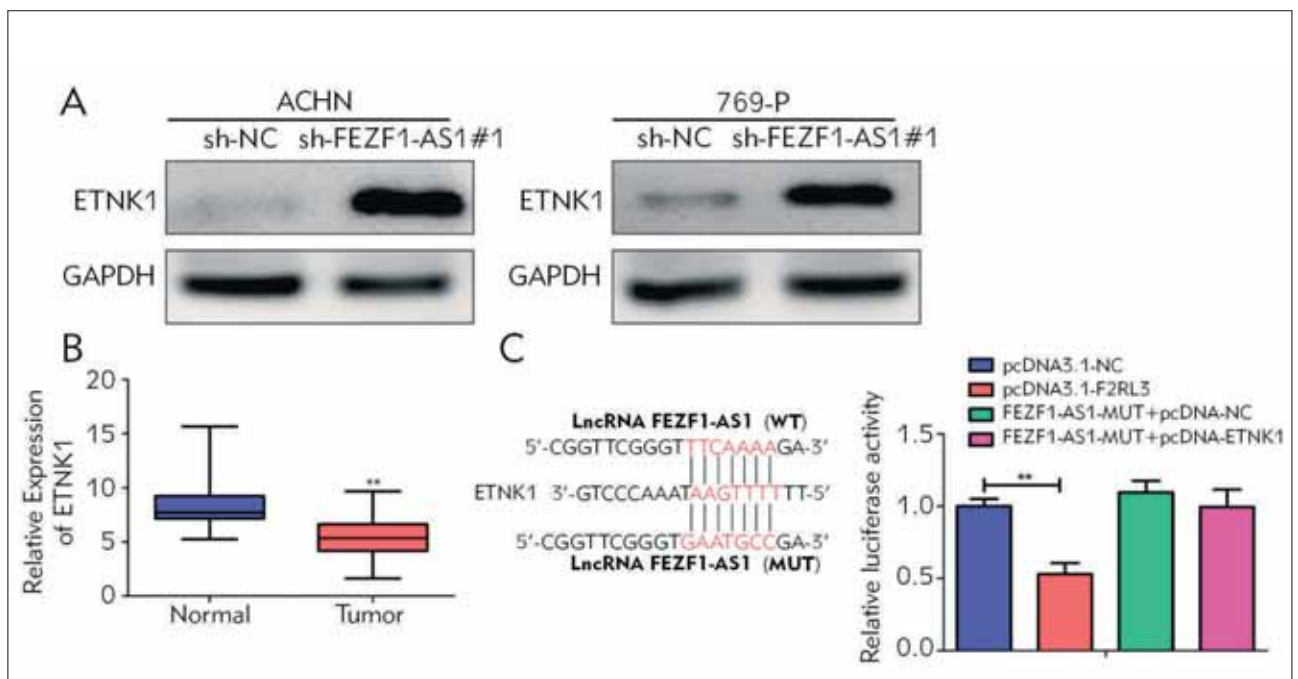 A
ACHN
sh-NC sh-FEZF1-AS1#1
ETNK1
GAPDH
769-P
sh-NC sh-FEZF1-AS1#1
ETNK1
GAPDH
B
Relative Expression
of ETNK1
20
15
10
5
0
**
Normal Tumor
C
LncRNA FEZF1-AS1 (WT)
5'-CGGTTCGGGTTTCAAAAGA-3'
ETNK1 3'-GTCCCAAATAAGTTTTTT-5'
5'-CGGTTCGGGTGAATGCCGA-3'
LncRNA FEZF1-AS1 (MUT)
pcDNA3.1-NC
pcDNA3.1-F2RL3
FEZF1-AS1-MUT+pcDNA-NC
FEZF1-AS1-MUT+pcDNA-ETNK1
Relative luciferase activity
1.5
1.0
0.5
0.0
**